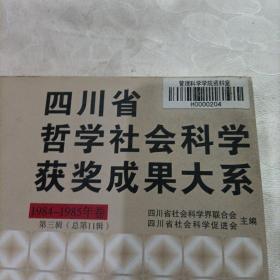 管理科学学院资料室
H0000204
四川省
哲学社会科学
获奖成果大系
1984-1985年卷
第三辑（总第11辑）
四川省社会科学界联合会
四川省社会科学促进会
主编